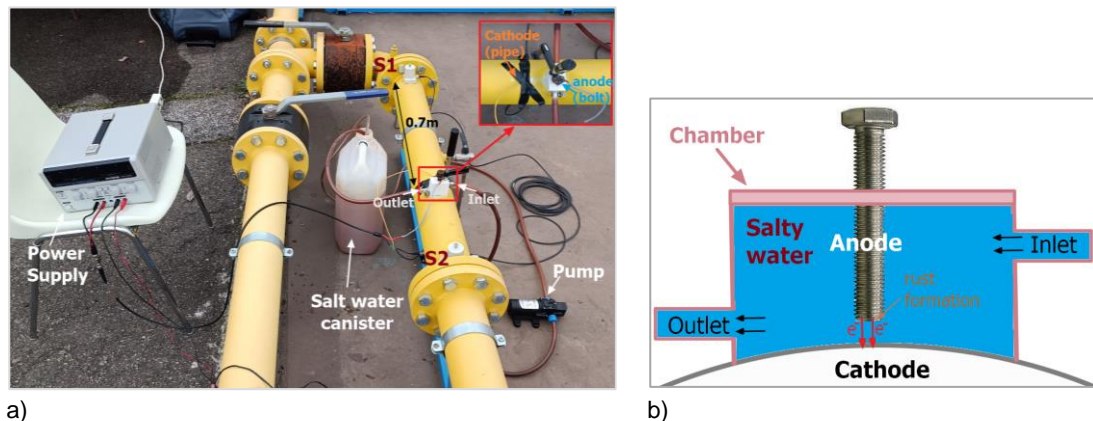 Cathode
(pipe)
anode
(bolt)
S1
0.7m
Outlet
Inlet
S2
Power
Supply
Salt water
canister
Pump
a)
Chamber
Salty
water
Anode
Inlet
rust
formation
Outlet
e⁻ e⁻
Cathode
b)